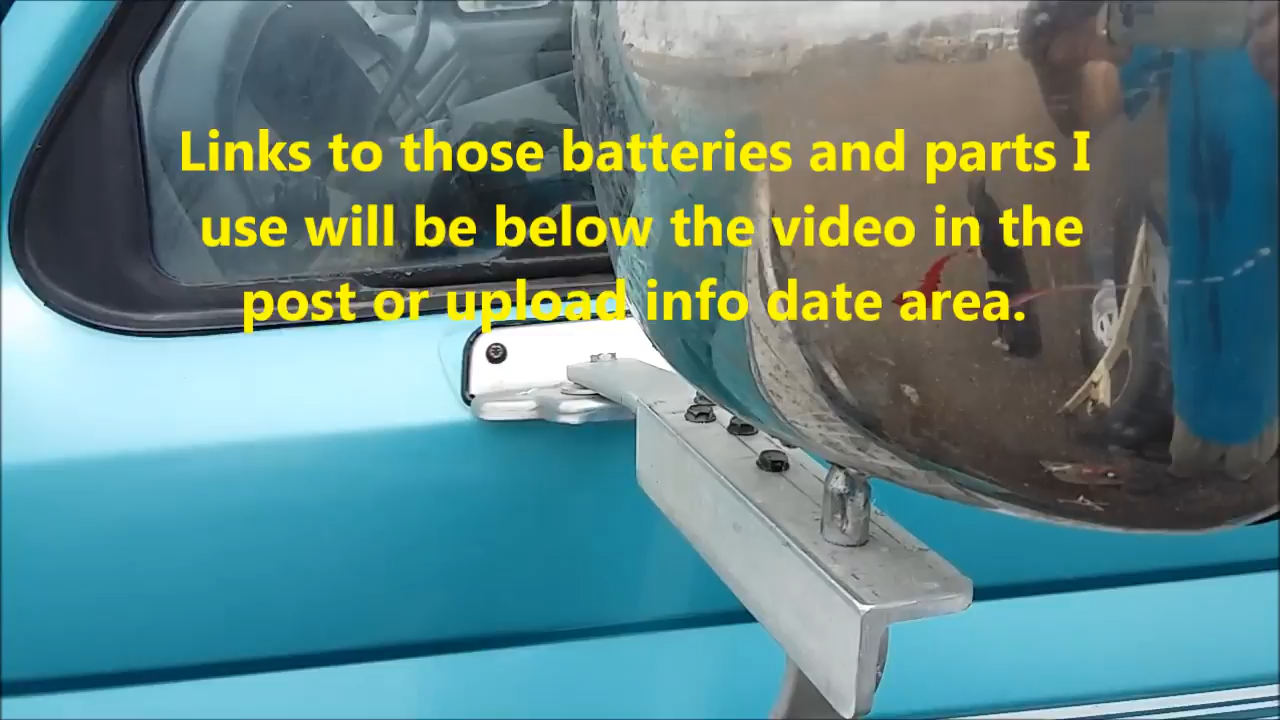 Links to those batteries and parts I
use will be below the video in the
post or upload info date area.